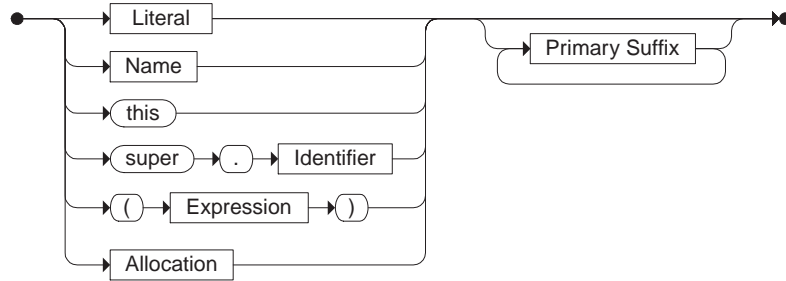 Literal
Primary Suffix
Name
this
super . Identifier
( Expression )
Allocation